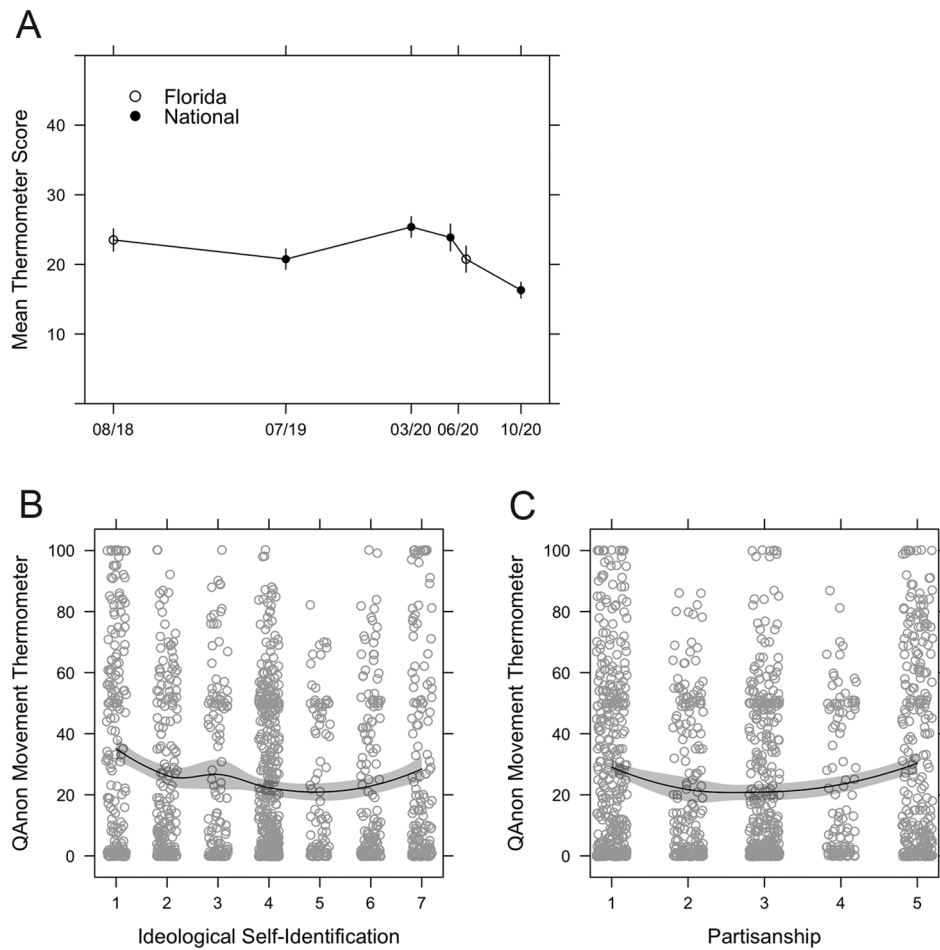 A
Mean Thermometer Score
Florida
National
40
30
20
10
08/18 07/19 03/20 06/20 10/20
B
QAnon Movement Thermometer
100
80
60
40
20
0
1 2 3 4 5 6 7
Ideological Self-Identification
C
QAnon Movement Thermometer
100
80
60
40
20
0
1 2 3 4 5
Partisanship